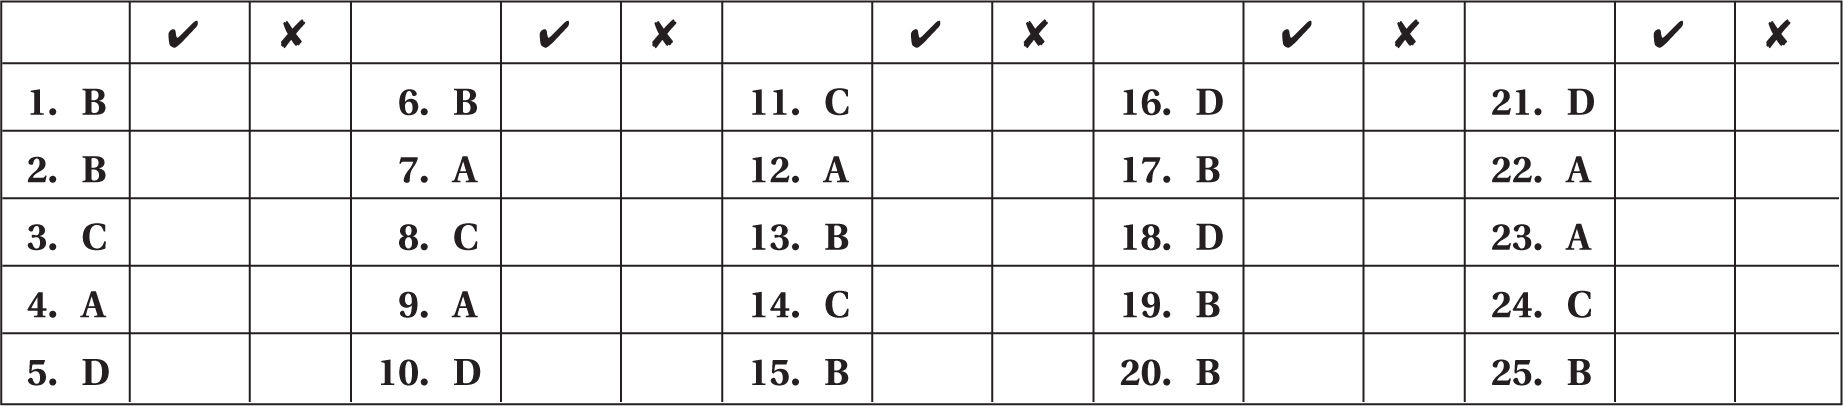 ✔ ✘ ✔ ✘ ✔ ✘ ✔ ✘ ✔ ✘
1. B 6. B 11. C 16. D 21. D
2. B 7. A 12. A 17. B 22. A
3. C 8. C 13. B 18. D 23. A
4. A 9. A 14. C 19. B 24. C
5. D 10. D 15. B 20. B 25. B